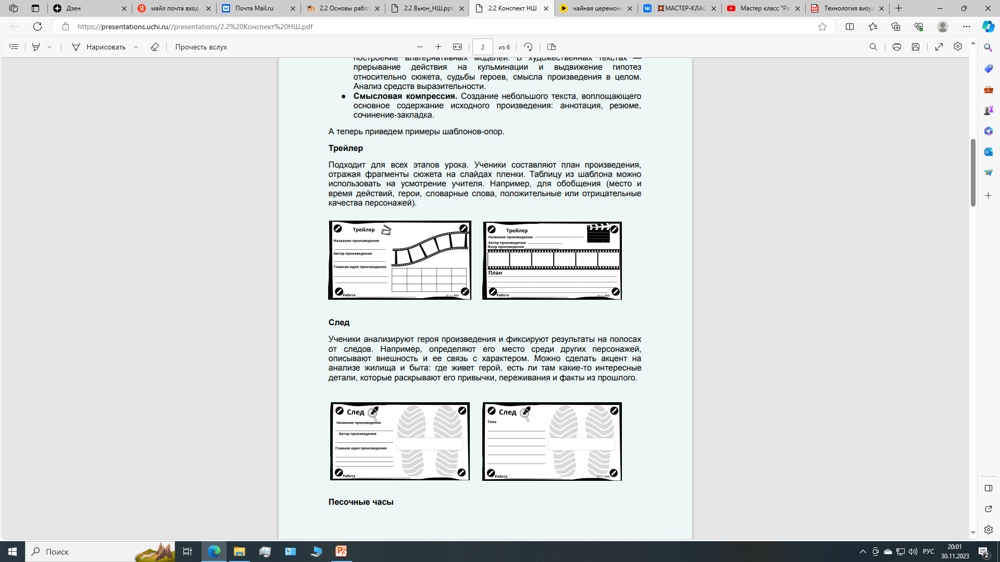 Дзен
майл почта вход -
Почта Mail.ru
2.2 Основы работ
2.2 Вьюн_НШ.ppt
2.2 Конспект НШ
чайная церемони
💥МАСТЕР-КЛАС
Мастер класс "Ра
Технология визуа
https://presentations.uchi.ru//presentations/2.2%20Конспект%20НШ.pdf
Нарисовать
Прочесть вслух
2
из 6
построение альтернативных моделей. В художественных текстах —
прерывание действия на кульминации и выдвижение гипотез
относительно сюжета, судьбы героев, смысла произведения в целом.
Анализ средств выразительности.
● Смысловая компрессия. Создание небольшого текста, воплощающего
основное содержание исходного произведения: аннотация, резюме,
сочинение-закладка.
А теперь приведем примеры шаблонов-опор.
Трейлер
Подходит для всех этапов урока. Ученики составляют план произведения,
отражая фрагменты сюжета на слайдах пленки. Таблицу из шаблона можно
использовать на усмотрение учителя. Например, для обобщения (место и
время действий, герои, словарные слова, положительные или отрицательные
качества персонажей).
Трейлер
Название произведения
Автор произведения
Главная идея произведения
Работа
2023
Трейлер
Название произведения
Автор произведения
Жанр произведения
План
Работа
2023
След
Ученики анализируют героя произведения и фиксируют результаты на полосах
от следов. Например, определяют его место среди других персонажей,
описывают внешность и ее связь с характером. Можно сделать акцент на
анализе жилища и быта: где живет герой, есть ли там какие-то интересные
детали, которые раскрывают его привычки, переживания и факты из прошлого.
След
Название произведения
Автор произведения
Главная идея произведения
Работа
След
Тема
Работа
2023
Песочные часы
Поиск
РУС
20:01
30.11.2023
2